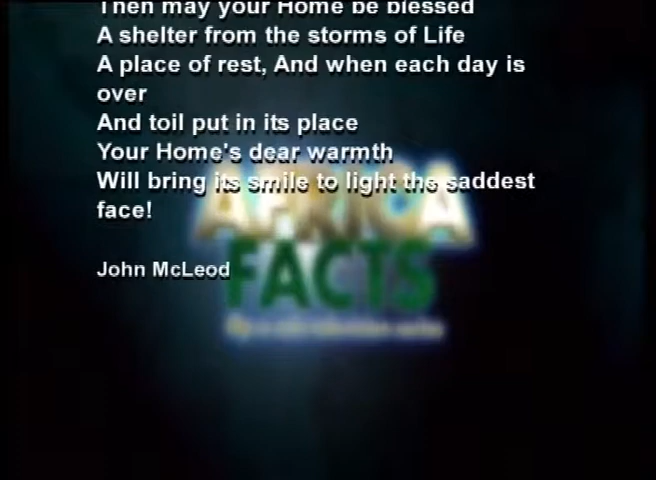 Then may your Home be blessed
A shelter from the storms of Life
A place of rest, And when each day is
over
And toil put in its place
Your Home's dear warmth
Will bring its smile to light the saddest
face!
John McLeod
AFRICA
FACTS